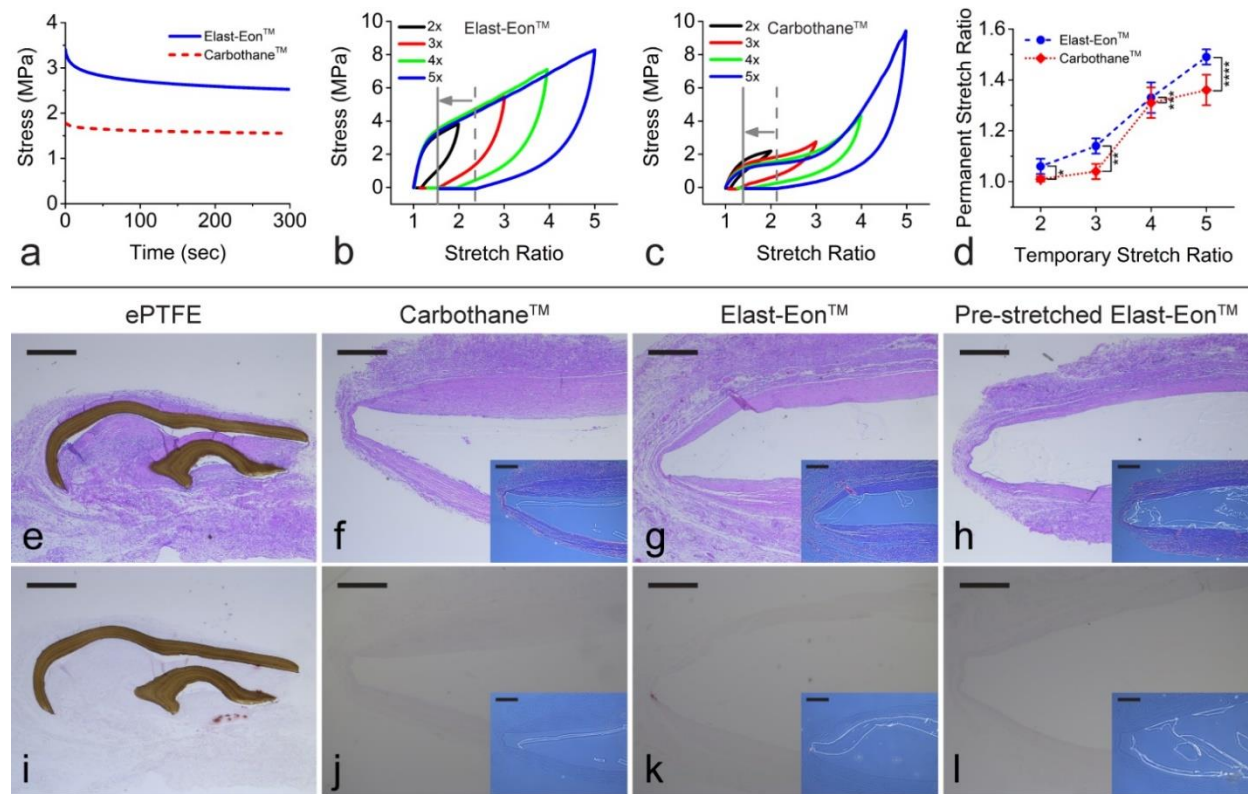 5
4
3
2
1
0
Stress (MPa)
Elast-Eon™
Carbothane™
0 100 200 300
Time (sec)
a
10
8
6
4
2
0
Stress (MPa)
2x
3x
4x
5x
Elast-Eon™
1 2 3 4 5
Stretch Ratio
b
10
8
6
4
2
0
Stress (MPa)
2x
3x
4x
5x
Carbothane™
1 2 3 4 5
Stretch Ratio
c
1.6
1.4
1.2
1.0
Permanent Stretch Ratio
Elast-Eon™
Carbothane™
*
**
***
****
2 3 4 5
Temporary Stretch Ratio
d
ePTFE
Carbothane™
Elast-Eon™
Pre-stretched Elast-Eon™
e
f
g
h
i
j
k
l